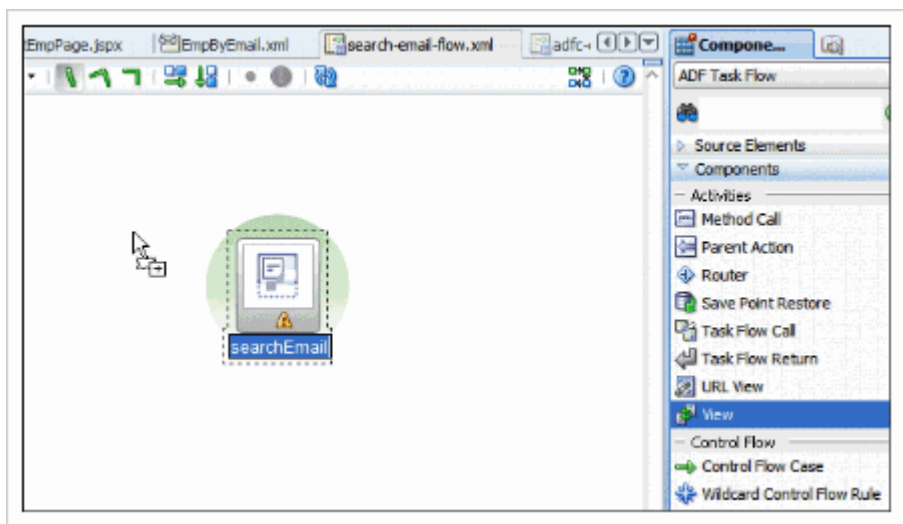 tEmpPage.jspx EmpByEmail.xml search-email-flow.xml adfc- Compone...
ADF Task Flow
Source Elements
Components
Activities
Method Call
Parent Action
Router
Save Point Restore
Task Flow Call
Task Flow Return
URL View
View
Control Flow
Control Flow Case
Wildcard Control Flow Rule
searchEmail